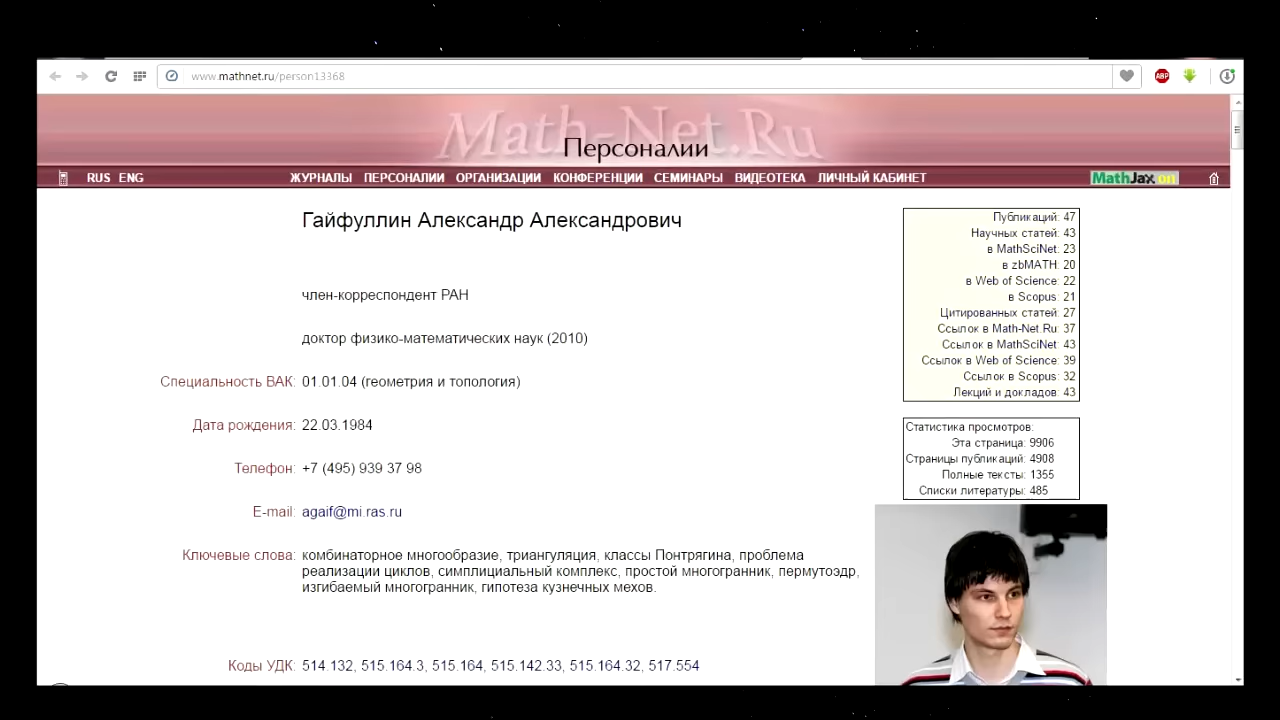 www.mathnet.ru/person13368
ABP
Math-Net.Ru
Персоналии
RUS ENG ЖУРНАЛЫ ПЕРСОНАЛИИ ОРГАНИЗАЦИИ КОНФЕРЕНЦИИ СЕМИНАРЫ ВИДЕОТЕКА ЛИЧНЫЙ КАБИНЕТ MathJax on
Гайфуллин Александр Александрович
член-корреспондент РАН
доктор физико-математических наук (2010)
Специальность ВАК: 01.01.04 (геометрия и топология)
Дата рождения: 22.03.1984
Телефон: +7 (495) 939 37 98
E-mail: agaif@mi.ras.ru
Ключевые слова: комбинаторное многообразие, триангуляция, классы Понтрягина, проблема
реализации циклов, симплициальный комплекс, простой многогранник, пермутоэдр,
изгибаемый многогранник, гипотеза кузнечных мехов.
Коды УДК: 514.132, 515.164.3, 515.164, 515.142.33, 515.164.32, 517.554
Публикаций: 47
Научных статей: 43
в MathSciNet: 23
в zbMATH: 20
в Web of Science: 22
в Scopus: 21
Цитированных статей: 27
Ссылок в Math-Net.Ru: 37
Ссылок в MathSciNet: 43
Ссылок в Web of Science: 39
Ссылок в Scopus: 32
Лекций и докладов: 43
Статистика просмотров:
Эта страница: 9906
Страницы публикаций: 4908
Полные тексты: 1355
Списки литературы: 485